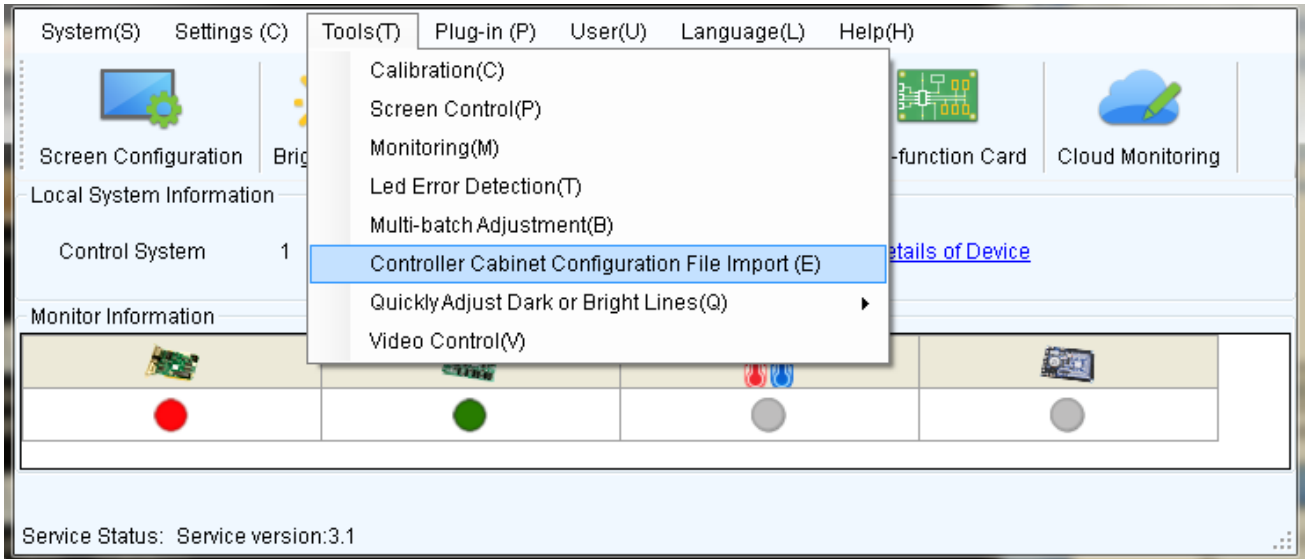 System(S) Settings (C) Tools(T) Plug-in (P) User(U) Language(L) Help(H)
Calibration(C)
Screen Control(P)
Monitoring(M)
Led Error Detection(T)
Multi-batch Adjustment(B)
Controller Cabinet Configuration File Import (E)
Quickly Adjust Dark or Bright Lines(Q)
Video Control(V)
Screen Configuration Brig -function Card Cloud Monitoring
Local System Information
Control System 1 etails of Device
Monitor Information
Service Status: Service version:3.1